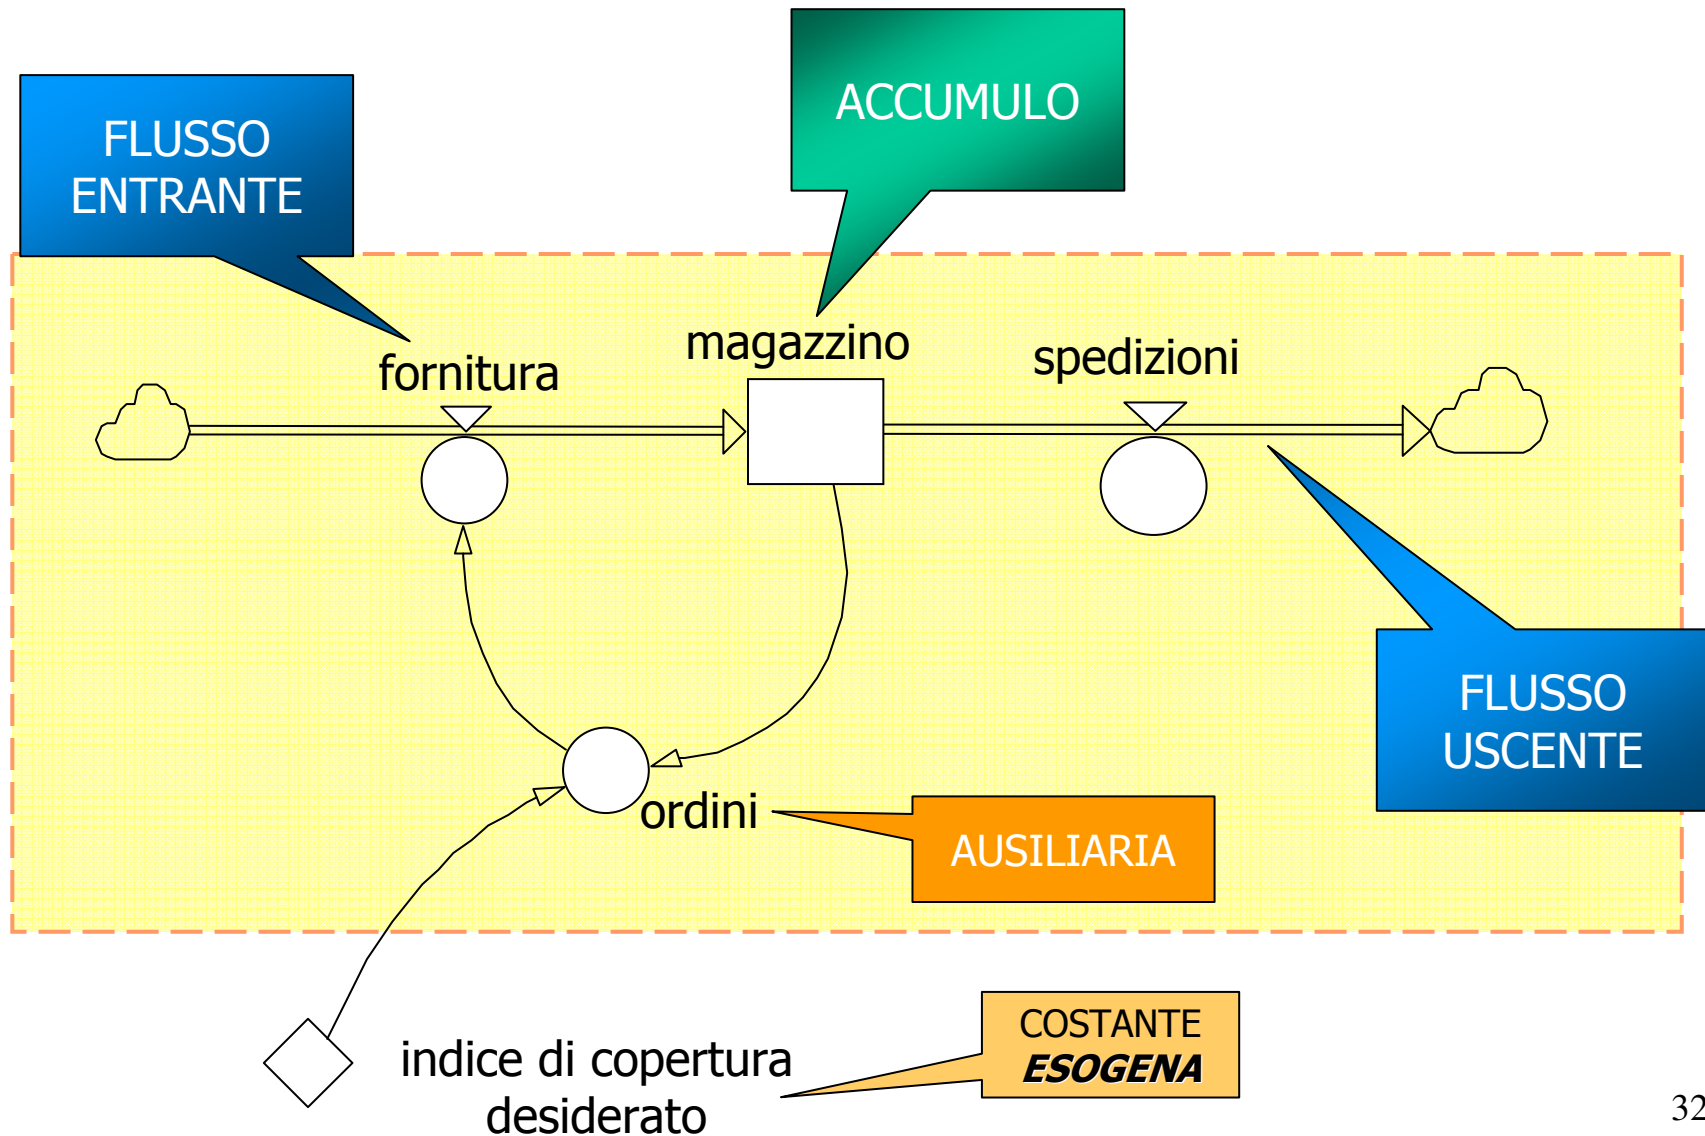 ACCUMULO
FLUSSO
ENTRANTE
magazzino
spedizioni
fornitura
FLUSSO
USCENTE
ordini
AUSILIARIA
COSTANTE
ESOGENA
indice di copertura
desiderato
32